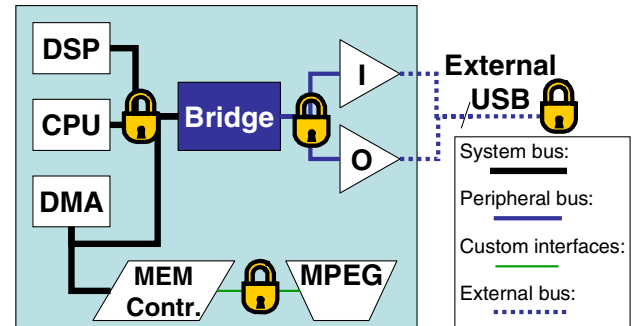 DSP
CPU
DMA
Bridge
I
O
MEM
Contr.
MPEG
External
USB
System bus:
Peripheral bus:
Custom interfaces:
External bus: